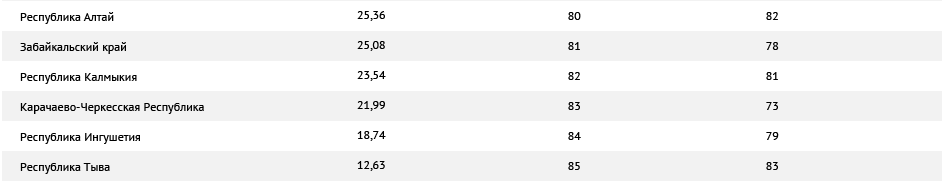 Республика Алтай 25,36 80 82
Забайкальский край 25,08 81 78
Республика Калмыкия 23,54 82 81
Карачаево-Черкесская Республика 21,99 83 73
Республика Ингушетия 18,74 84 79
Республика Тыва 12,63 85 83